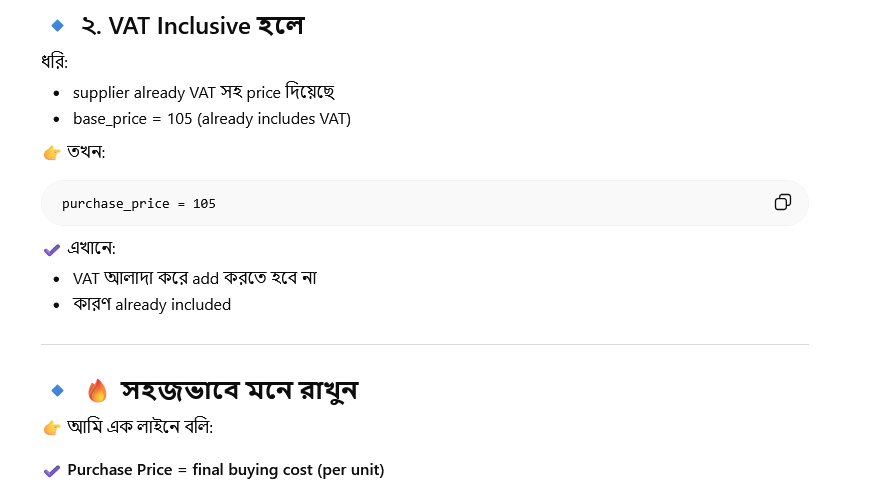 🔹 ২. VAT Inclusive হলে
ধরি:
• supplier already VAT সহ price দিয়েছে
• base_price = 105 (already includes VAT)
👉 তখন:
purchase_price = 105
✔ এখানে:
• VAT আলাদা করে add করতে হবে না
• কারণ already included
🔹 🔥 সহজভাবে মনে রাখুন
👉 আমি এক লাইনে বলি:
✔ Purchase Price = final buying cost (per unit)